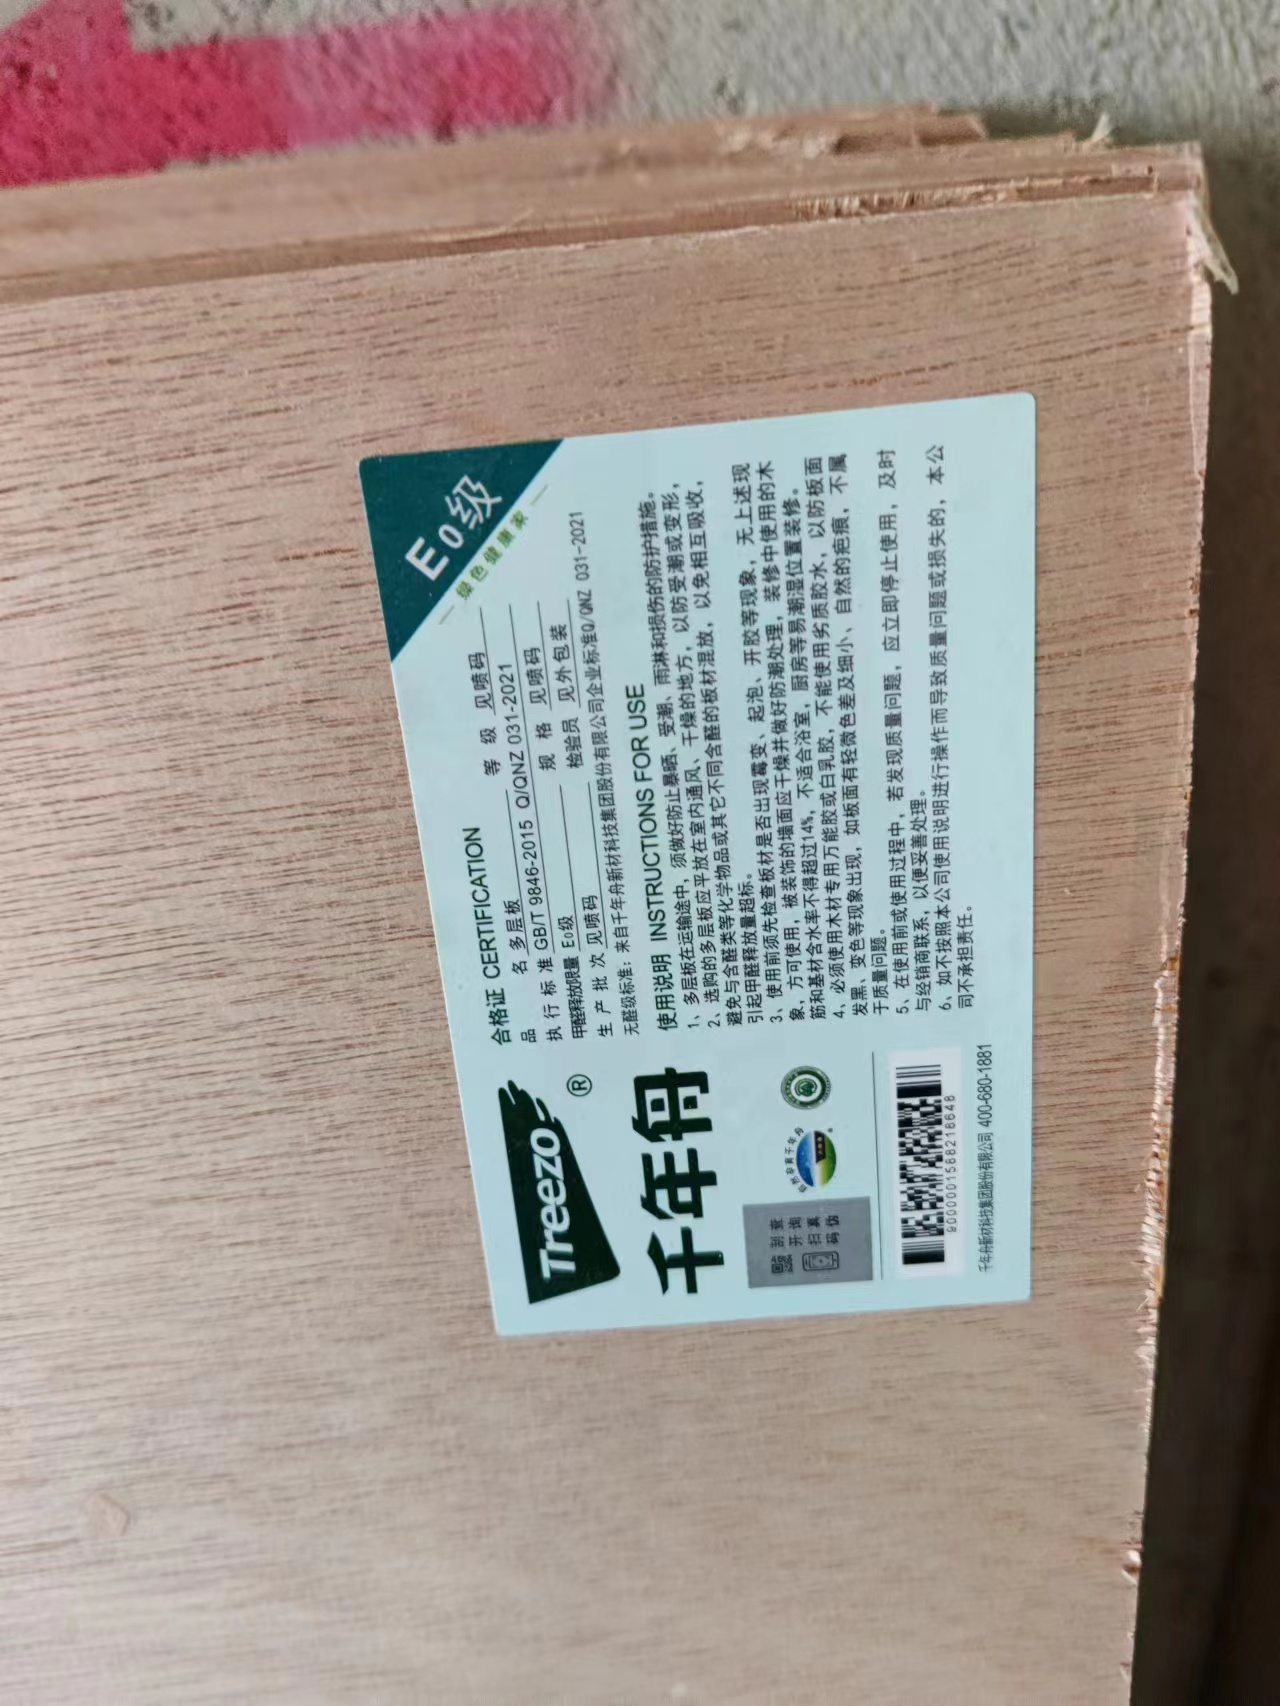 Treezo
®
千年舟
刮开扫码
查询真伪
9000001588218648
千年舟新材科技集团股份有限公司 400-680-1881
E0级
绿色健康家
合格证 CERTIFICATION
品 名 多层板 等 级 见喷码
执行标准 GB/T 9846-2015 Q/QNZ 031-2021
甲醛释放限量 E0级 规 格 见喷码
生产批次 见喷码 检验员 见外包装
无醛级标准：来自千年舟新材科技集团股份有限公司企业标准Q/QNZ 031-2021
使用说明 INSTRUCTIONS FOR USE
1、多层板在运输途中，须做好防止暴晒、受潮、雨淋和损伤的防护措施。
2、选购的多层板应平放在室内通风、干燥的地方，以防受潮或变形，
避免与含醛类等化学物品或其它不同含醛的板材混放，以免相互吸收，
引起甲醛释放量超标。
3、使用前须先检查板材是否出现霉变、起泡、开胶等现象，无上述现
象，方可使用，被装饰的墙面应干燥并做好防潮处理，装修中使用的木
筋和基材含水率不得超过14%，不适合浴室，厨房等易潮湿位置装修。
4、必须使用木材专用万能胶或白乳胶，不能使用劣质胶水，以防板面
发黑、变色等现象出现，如板面有轻微色差及细小、自然的疤痕，不属
于质量问题。
5、在使用前或使用过程中，若发现质量问题，应立即停止使用，及时
与经销商联系，以便妥善处理。
6、如不按照本公司使用说明进行操作而导致质量问题或损失的，本公
司不承担责任。